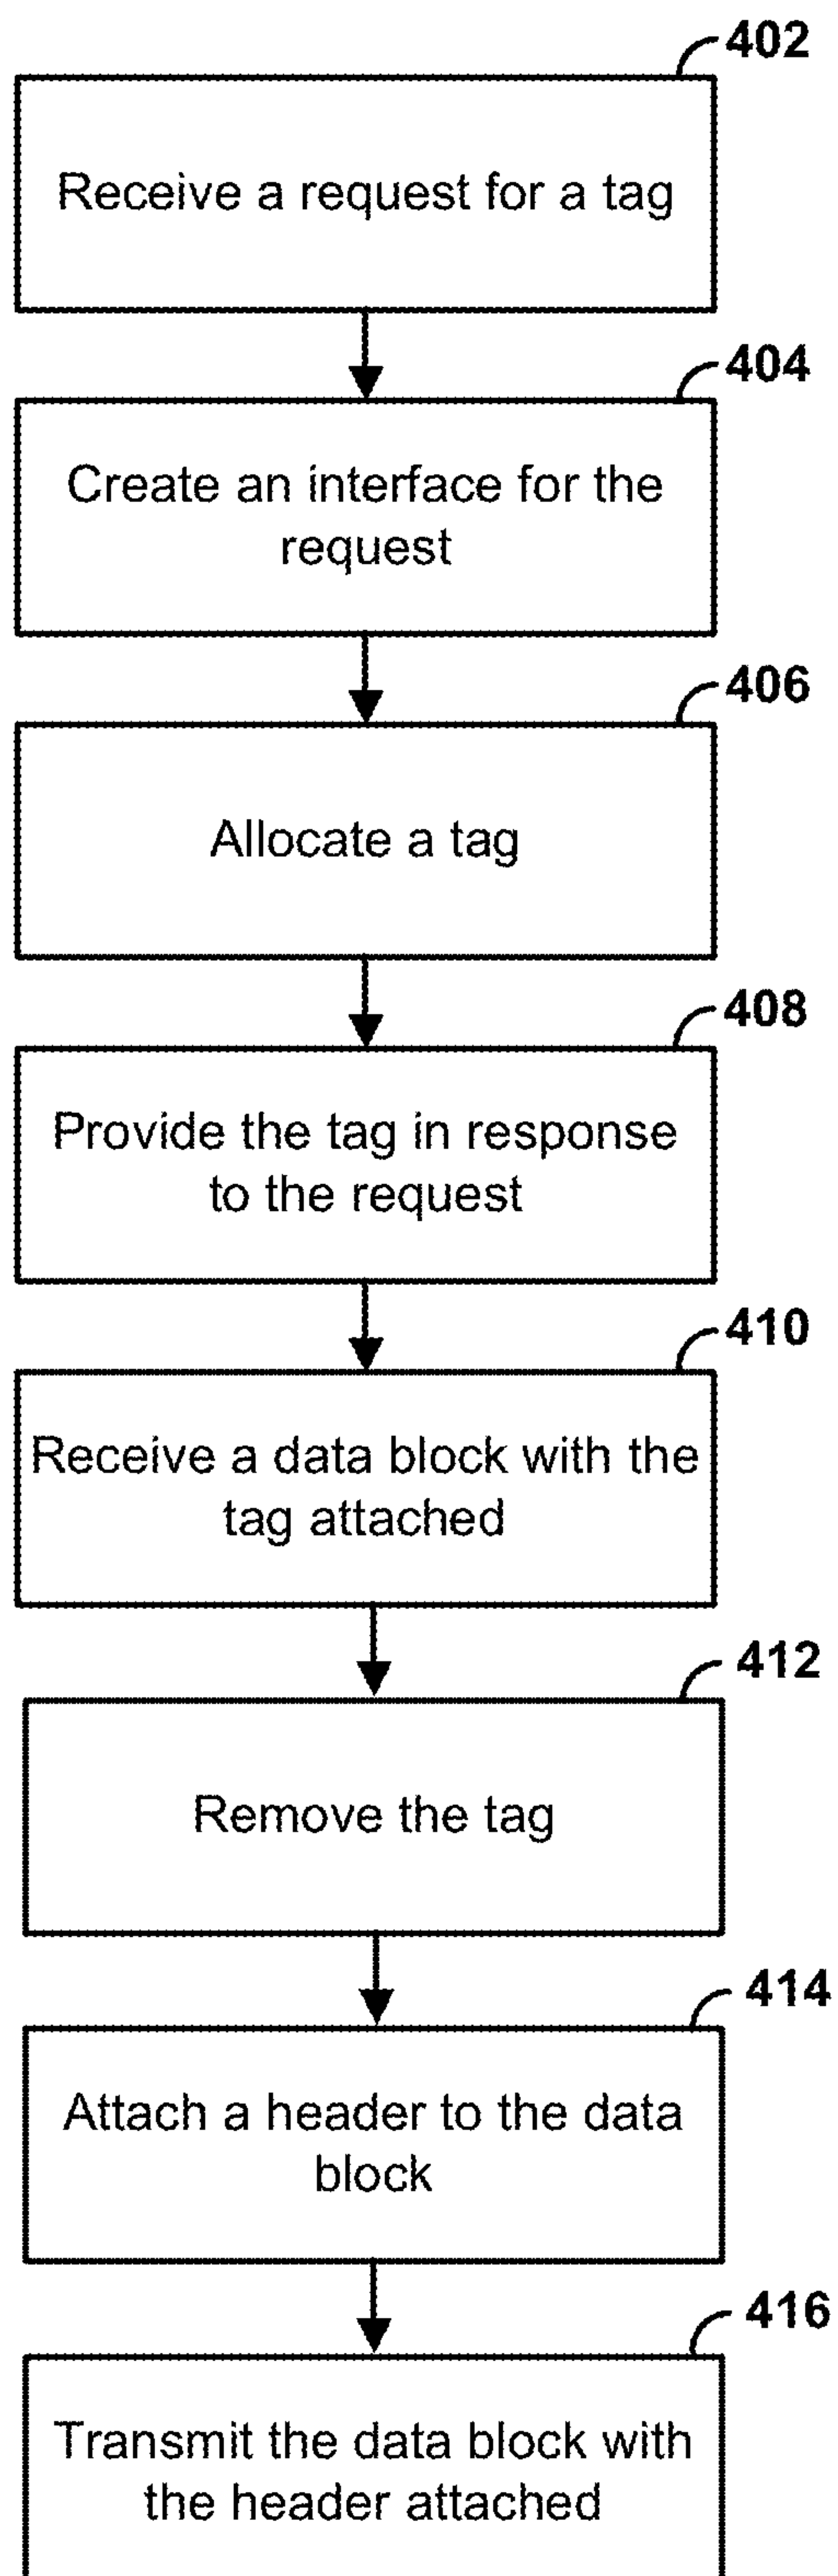 402
Receive a request for a tag
404
Create an interface for the
request
406
Allocate a tag
408
Provide the tag in response
to the request
410
Receive a data block with the
tag attached
412
Remove the tag
414
Attach a header to the data
block
416
Transmit the data block with
the header attached